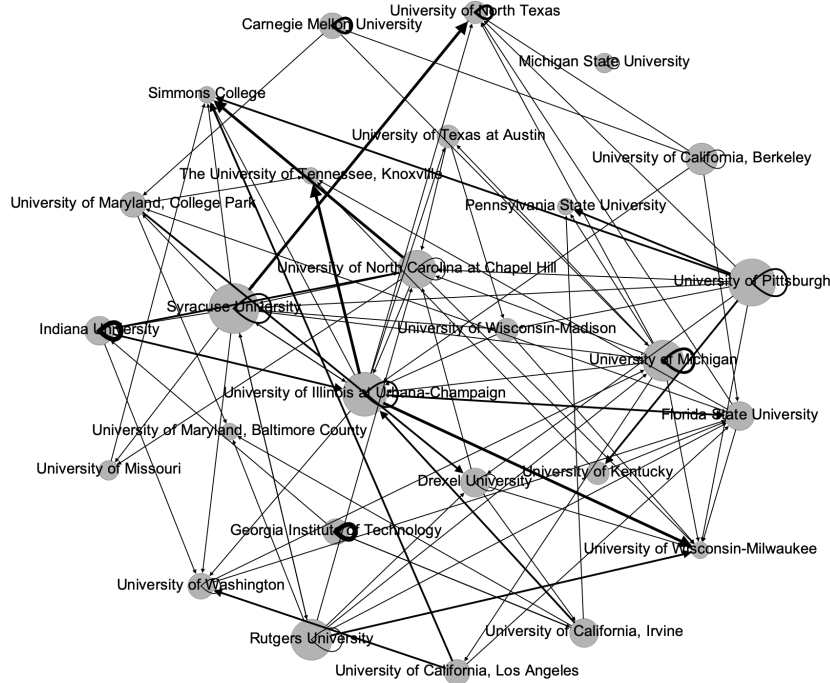 University of North Texas
Carnegie Mellon University
Michigan State University
Simmons College
University of Texas at Austin
University of California, Berkeley
The University of Tennessee, Knoxville
University of Maryland, College Park
Pennsylvania State University
University of North Carolina at Chapel Hill
University of Pittsburgh
Syracuse University
Indiana University
University of Wisconsin-Madison
University of Michigan
University of Illinois at Urbana-Champaign
Florida State University
University of Maryland, Baltimore County
University of Missouri
University of Kentucky
Drexel University
Georgia Institute of Technology
University of Wisconsin-Milwaukee
University of Washington
University of California, Irvine
Rutgers University
University of California, Los Angeles